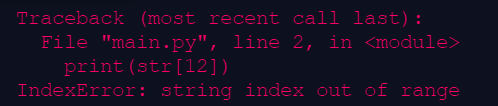 Traceback (most recent call last):
  File "main.py", line 2, in <module>
    print(str[12])
IndexError: string index out of range